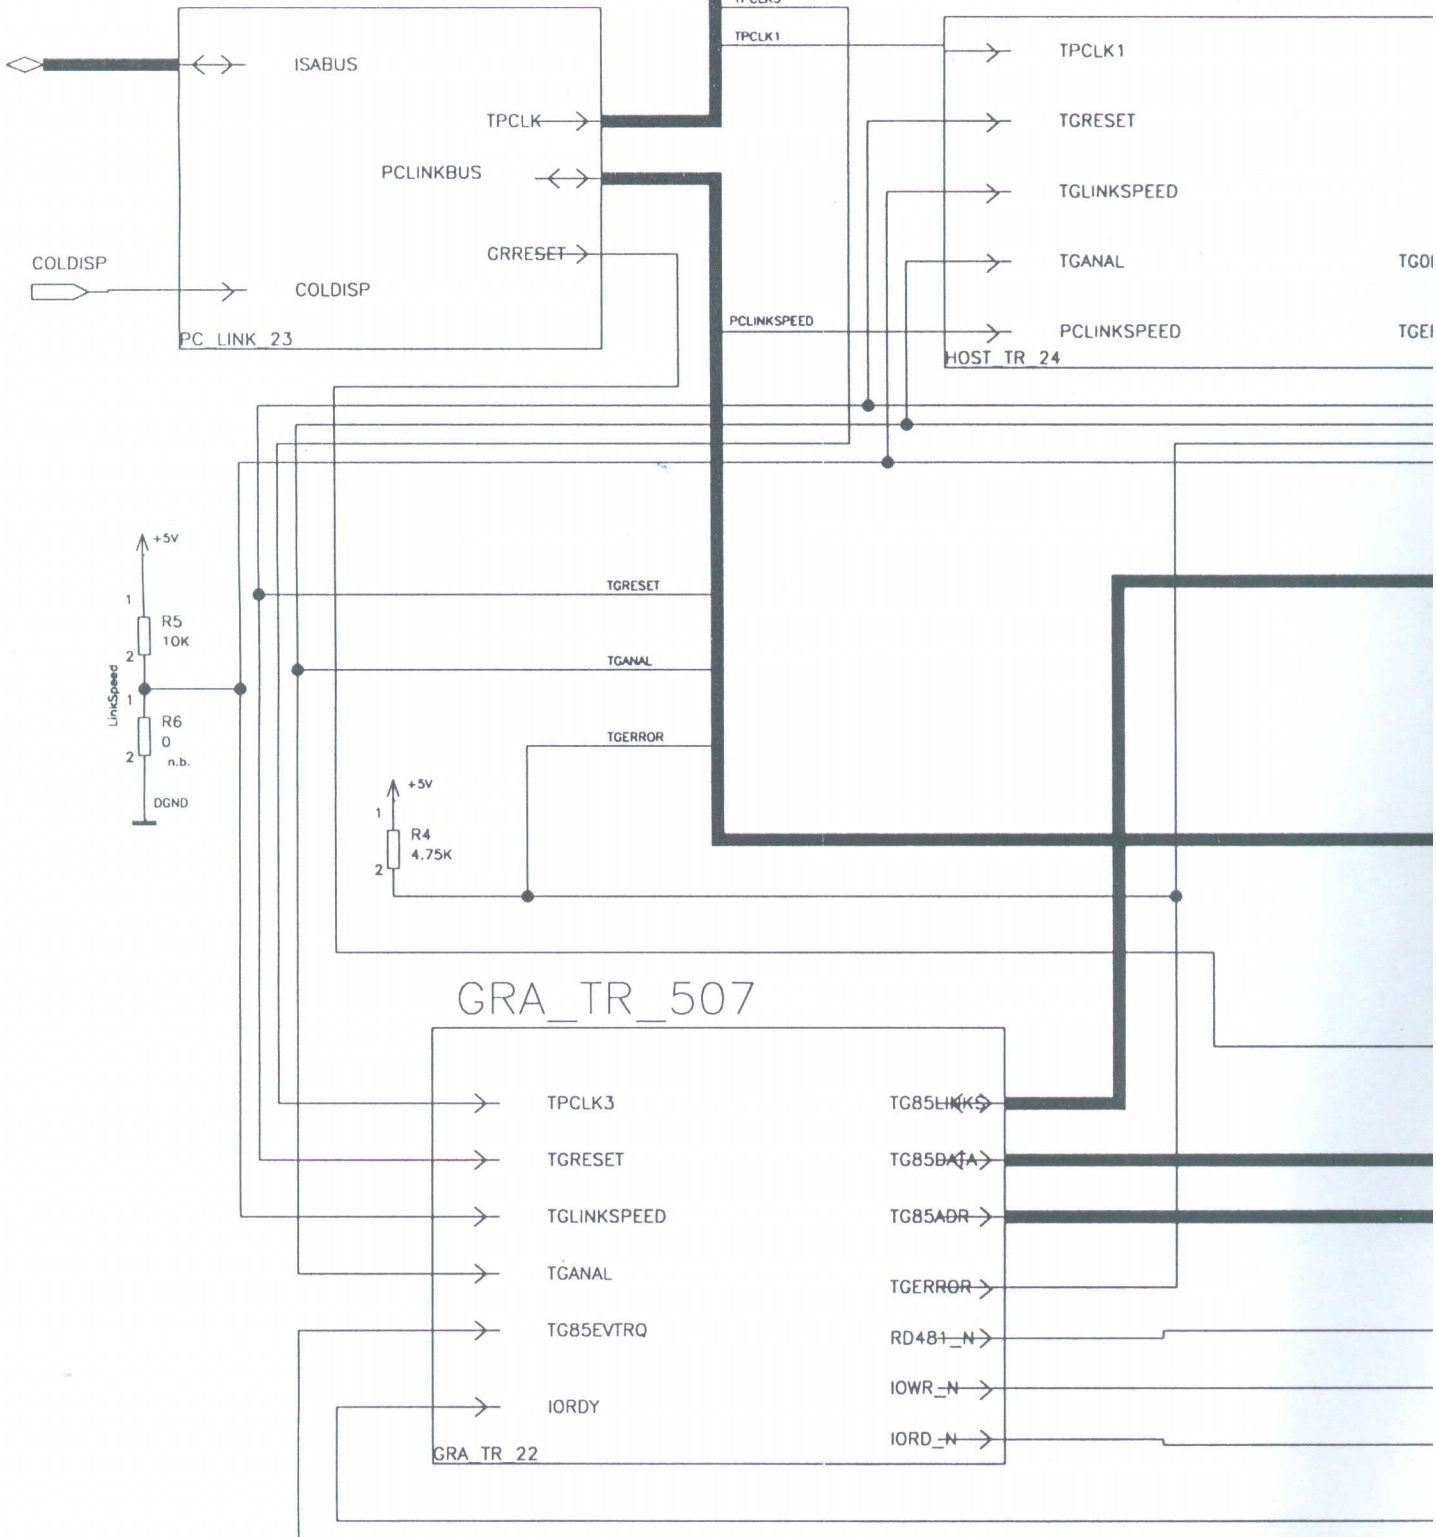 TPCLK3
TPCLK1
ISABUS
TPCLK
PCLINKBUS
GRRESET
COLDISP
COLDISP
PC_LINK_23
TPCLK1
TGRESET
TGLINKSPEED
TGANAL
PCLINKSPEED
PCLINKSPEED
HOST_TR_24
+5V
1
R5
10K
2
LinkSpeed
1
R6
0
2
n.b.
DGND
TGRESET
TGANAL
TGERROR
+5V
1
R4
4.75K
2
GRA_TR_507
TPCLK3
TGRESET
TGLINKSPEED
TGANAL
TG85EVTRQ
IORDY
TG85LINKS
TG85DATA
TG85ADR
TGERROR
RD481_N
IOWR_N
IORD_N
GRA_TR_22